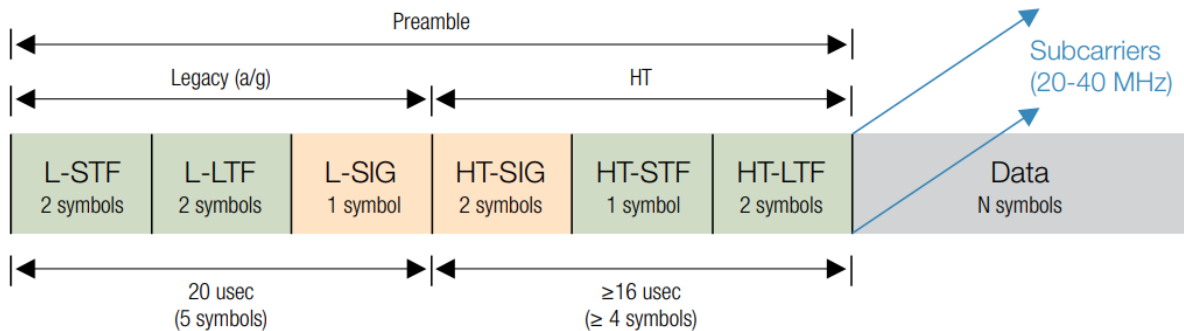 Preamble
Subcarriers
(20-40 MHz)
Legacy (a/g)
HT
L-STF
2 symbols
L-LTF
2 symbols
L-SIG
1 symbol
HT-SIG
2 symbols
HT-STF
1 symbol
HT-LTF
2 symbols
Data
N symbols
20 usec
(5 symbols)
≥16 usec
(≥ 4 symbols)